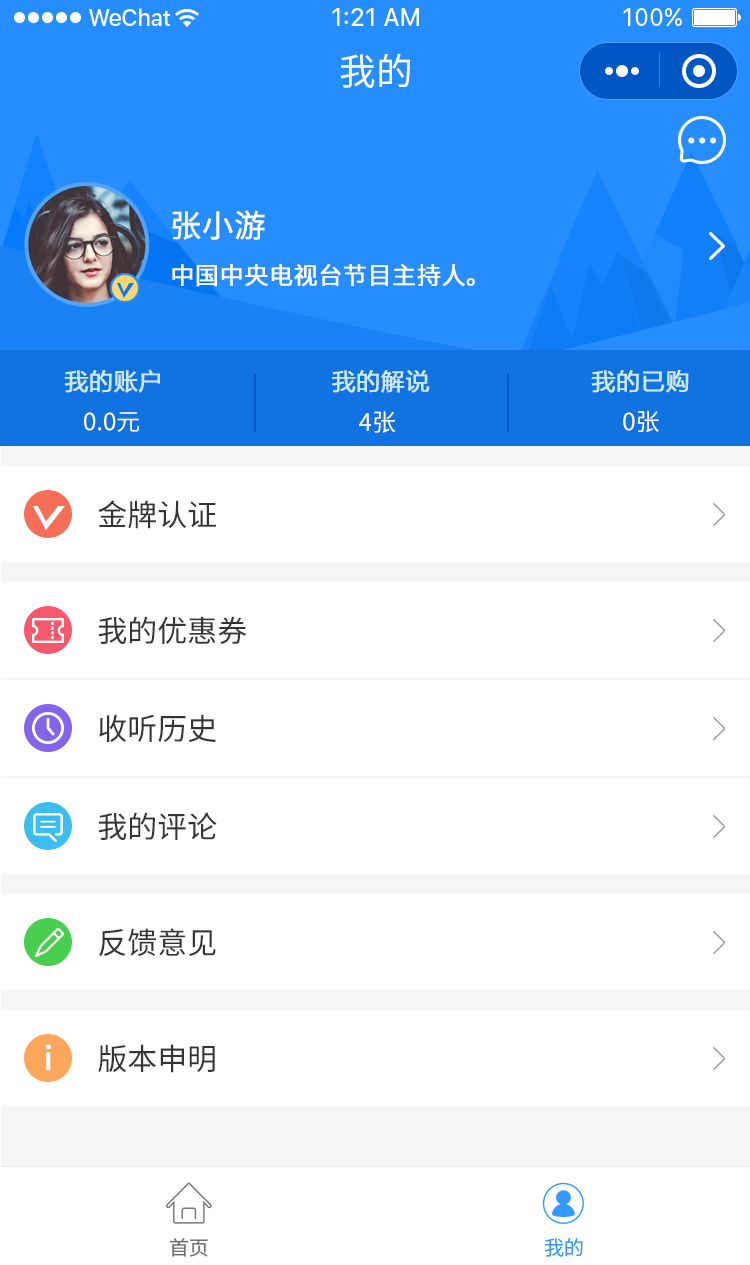 WeChat 1:21 AM 100%
我的
张小游
中国中央电视台节目主持人。
我的账户 我的解说 我的已购
0.0元 4张 0张
金牌认证
我的优惠券
收听历史
我的评论
反馈意见
版本申明
首页 我的